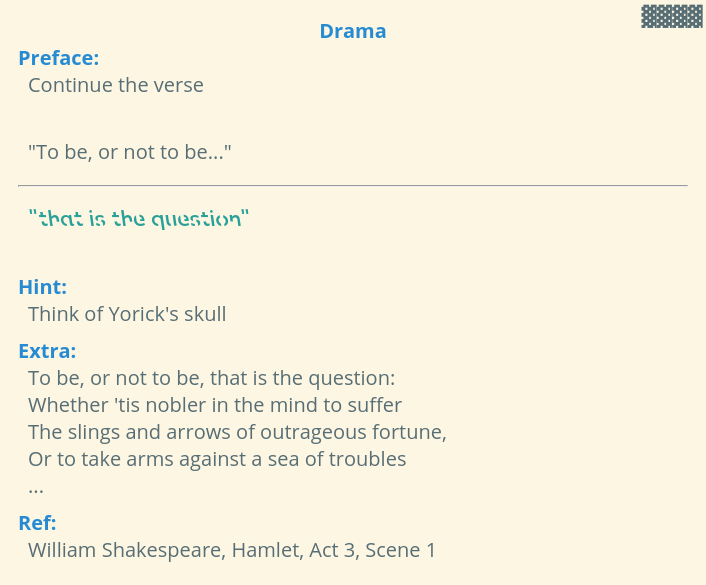 Drama
Preface:
Continue the verse
"To be, or not to be..."
"that is the question"
Hint:
Think of Yorick's skull
Extra:
To be, or not to be, that is the question:
Whether 'tis nobler in the mind to suffer
The slings and arrows of outrageous fortune,
Or to take arms against a sea of troubles
...
Ref:
William Shakespeare, Hamlet, Act 3, Scene 1